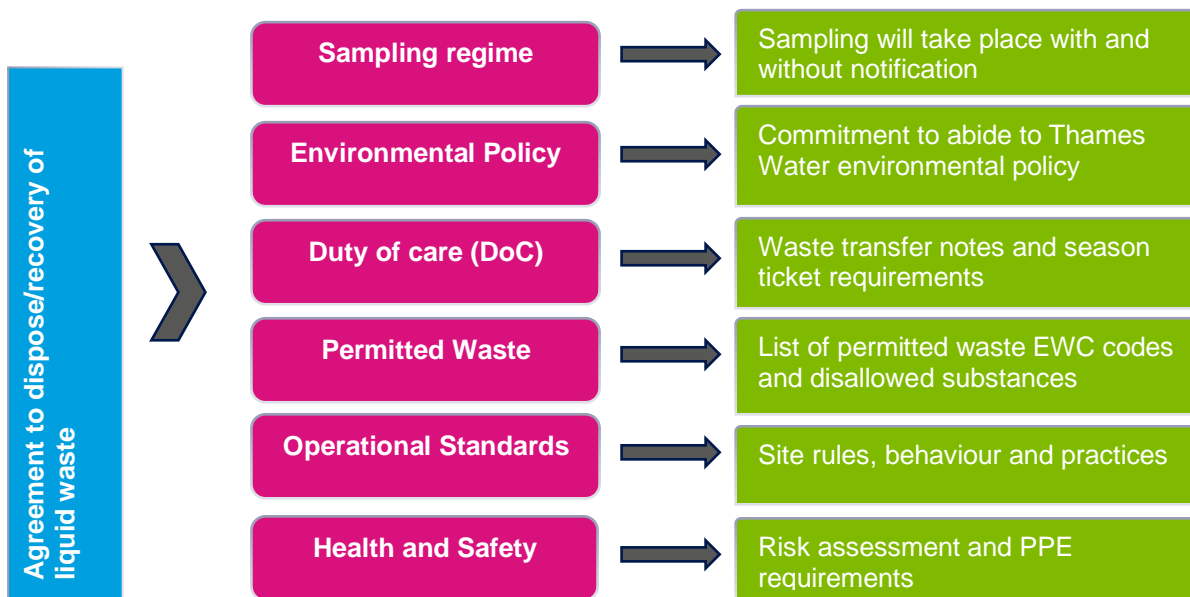 Agreement to dispose/recovery of
liquid waste
Sampling regime
Sampling will take place with and
without notification
Environmental Policy
Commitment to abide to Thames
Water environmental policy
Duty of care (DoC)
Waste transfer notes and season
ticket requirements
Permitted Waste
List of permitted waste EWC codes
and disallowed substances
Operational Standards
Site rules, behaviour and practices
Health and Safety
Risk assessment and PPE
requirements